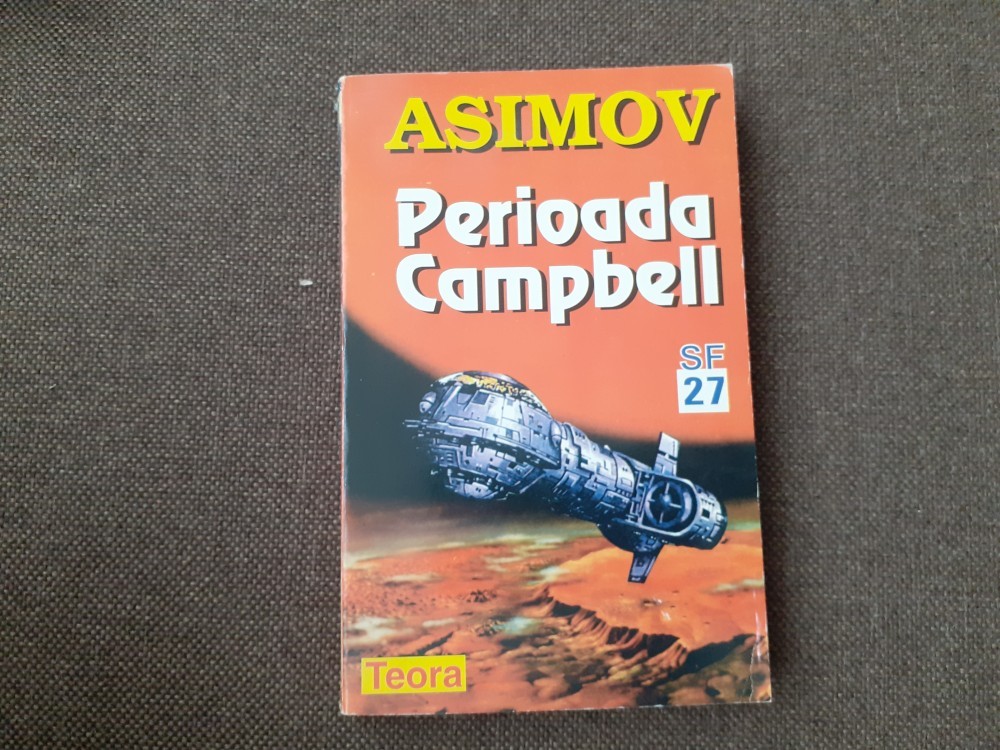 ASIMOV
Perioada
Campbell
SF
27
Teora